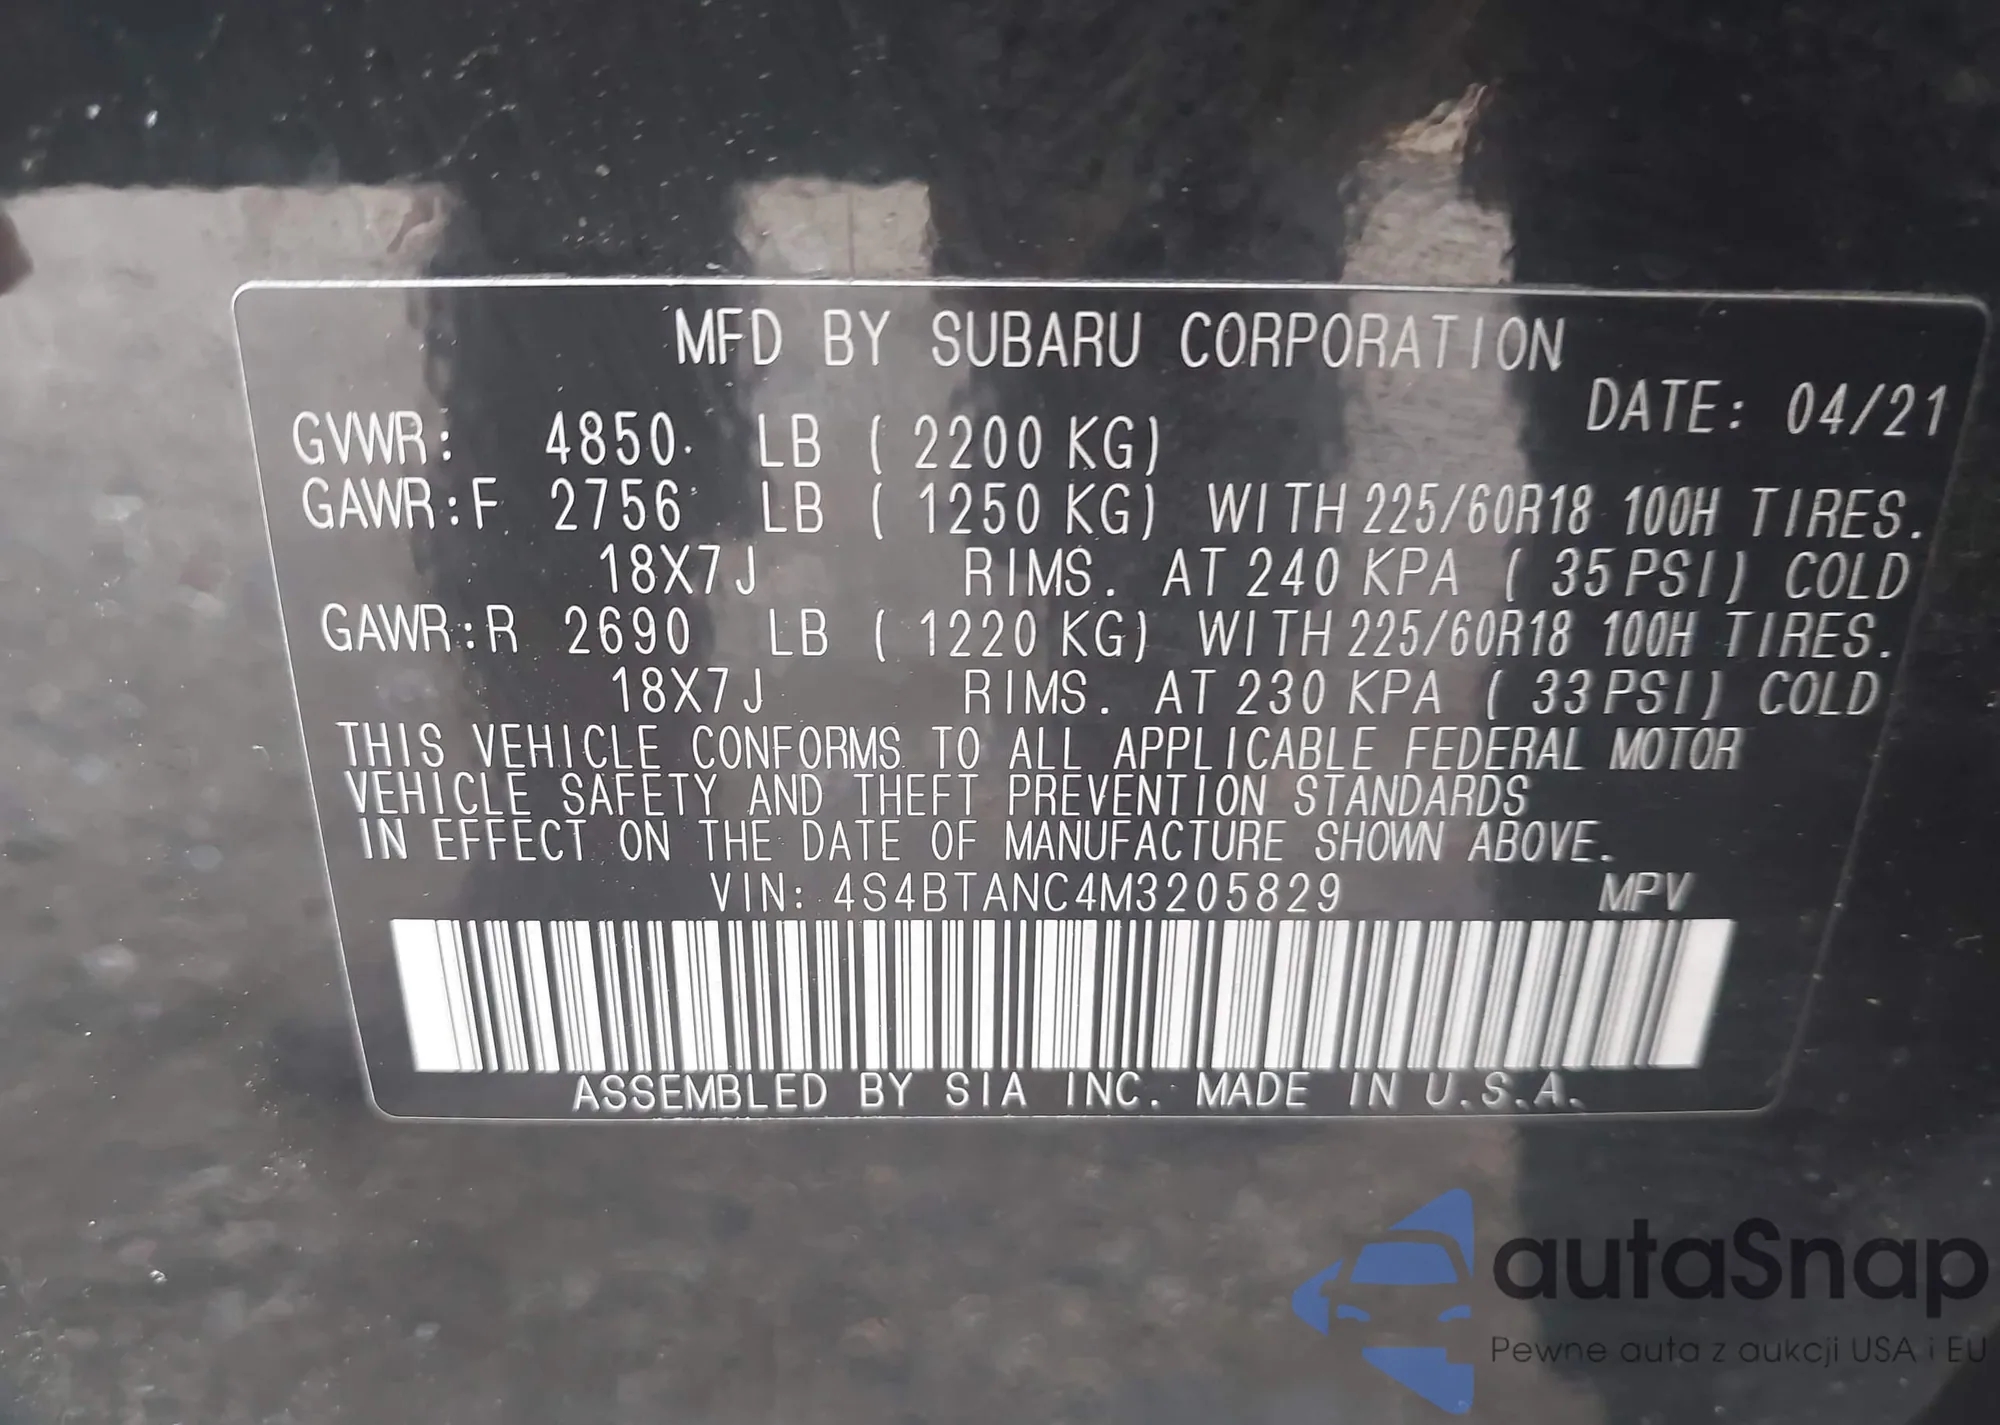 MFD BY SUBARU CORPORATION
DATE: 04/21
GVWR: 4850 LB ( 2200 KG)
GAWR:F 2756 LB ( 1250 KG) WITH 225/60R18 100H TIRES.
18X7J RIMS. AT 240 KPA ( 35 PSI) COLD
GAWR:R 2690 LB ( 1220 KG) WITH 225/60R18 100H TIRES.
18X7J RIMS. AT 230 KPA ( 33 PSI) COLD
THIS VEHICLE CONFORMS TO ALL APPLICABLE FEDERAL MOTOR
VEHICLE SAFETY AND THEFT PREVENTION STANDARDS
IN EFFECT ON THE DATE OF MANUFACTURE SHOWN ABOVE.
VIN: 4S4BTANC4M3205829 MPV
ASSEMBLED BY SIA INC. MADE IN U.S.A.
autaSnap
Pewne auta z aukcji USA i EU